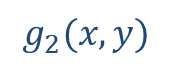 g₂(x, y)